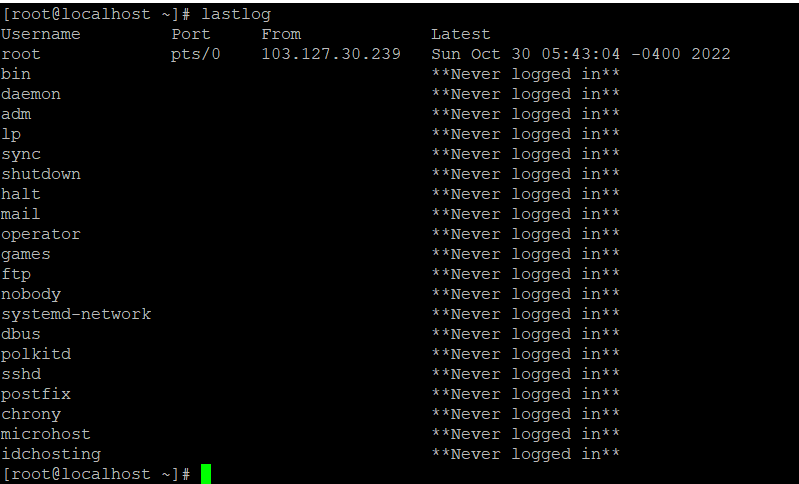 [root@localhost ~]# lastlog
Username         Port     From             Latest
root             pts/0    103.127.30.239   Sun Oct 30 05:43:04 -0400 2022
bin                                        **Never logged in**
daemon                                     **Never logged in**
adm                                        **Never logged in**
lp                                         **Never logged in**
sync                                       **Never logged in**
shutdown                                   **Never logged in**
halt                                       **Never logged in**
mail                                       **Never logged in**
operator                                   **Never logged in**
games                                      **Never logged in**
ftp                                        **Never logged in**
nobody                                     **Never logged in**
systemd-network                            **Never logged in**
dbus                                       **Never logged in**
polkitd                                    **Never logged in**
sshd                                       **Never logged in**
postfix                                    **Never logged in**
chrony                                     **Never logged in**
microhost                                  **Never logged in**
idchosting                                 **Never logged in**
[root@localhost ~]#